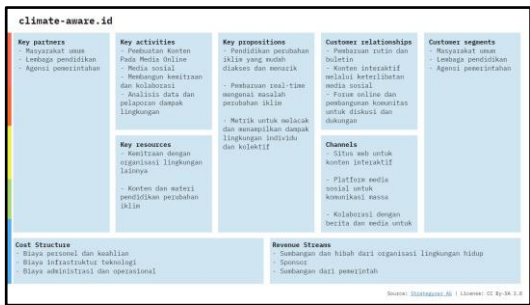 climate-aware.id
Key partners
- Masyarakat umum
- Lembaga pendidikan
- Agensi pemerintahan
Key activities
- Pembuatan Konten
Pada Media Online
- Media sosial
- Membangun kemitraan
dan kolaborasi
- Analisis data dan
pelaporan dampak
lingkungan
Key resources
- Kemitraan dengan
organisasi lingkungan
lainnya
- Konten dan materi
pendidikan perubahan
iklim
Key propositions
- Pendidikan perubahan
iklim yang mudah
diakses dan menarik
- Pembaruan real-time
mengenai masalah
perubahan iklim
- Metrik untuk melacak
dan menampilkan dampak
lingkungan individu
dan kolektif
Customer relationships
- Pembaruan rutin dan
buletin
- Konten interaktif
melalui keterlibatan
media sosial
- Forum online dan
pembangunan komunitas
untuk diskusi dan
dukungan
Channels
- Situs web untuk
konten interaktif
- Platform media
sosial untuk
komunikasi massa
- Kolaborasi dengan
berita dan media untuk
Customer segments
- Masyarakat umum
- Lembaga pendidikan
- Agensi pemerintahan
Cost Structure
- Biaya personel dan keahlian
- Biaya infrastruktur teknologi
- Biaya administrasi dan operasional
Revenue Streams
- Sumbangan dan hibah dari organisasi lingkungan hidup
- Sponsor
- Sumbangan dari pemerintah
Source: Strategyzer AG | License: CC By-SA 3.0